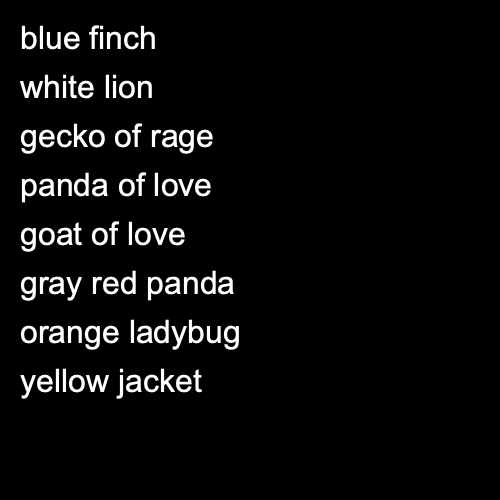 blue finch
white lion
gecko of rage
panda of love
goat of love
gray red panda
orange ladybug
yellow jacket